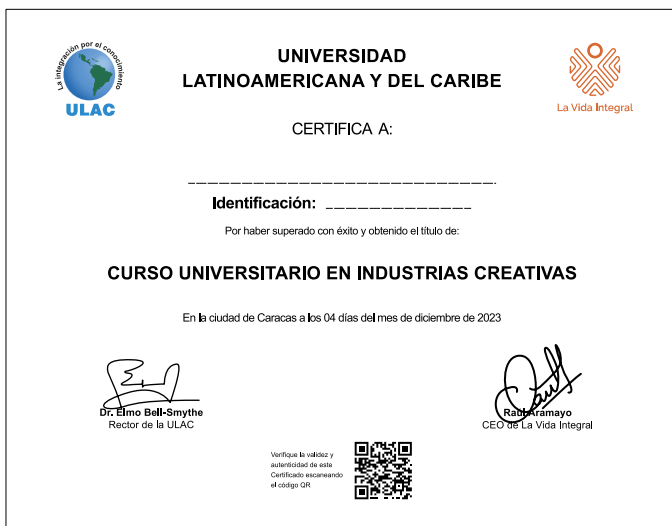 La integración por el conocimiento
ULAC
UNIVERSIDAD
LATINOAMERICANA Y DEL CARIBE
La Vida Integral
CERTIFICA A:
Identificación:
Por haber superado con éxito y obtenido el título de:
CURSO UNIVERSITARIO EN INDUSTRIAS CREATIVAS
En la ciudad de Caracas a los 04 días del mes de diciembre de 2023
Dr. Elmo Bell-Smythe
Rector de la ULAC
Raúl Aramayo
CEO de La Vida Integral
Verifique la validez y
autenticidad de este
Certificado escaneando
el código QR